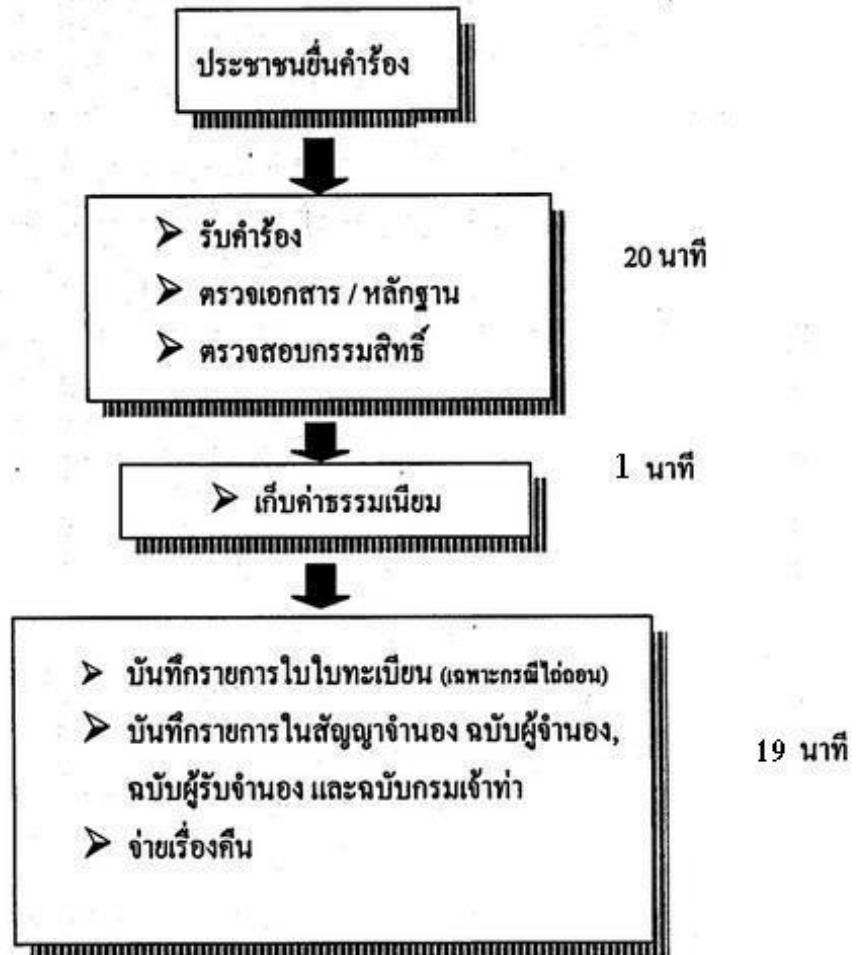 ประชาชนยื่นคำร้อง
➢ รับคำร้อง
➢ ตรวจเอกสาร / หลักฐาน
➢ ตรวจสอบกรรมสิทธิ์
20 นาที
1 นาที
➢ เก็บค่าธรรมเนียม
➢ บันทึกรายการใบใบทะเบียน (เฉพาะกรณีไถ่ถอน)
➢ บันทึกรายการในสัญญาจำนอง ฉบับผู้จำนอง,
ฉบับผู้รับจำนอง และฉบับกรมเจ้าท่า
➢ จ่ายเรื่องคืน
19 นาที